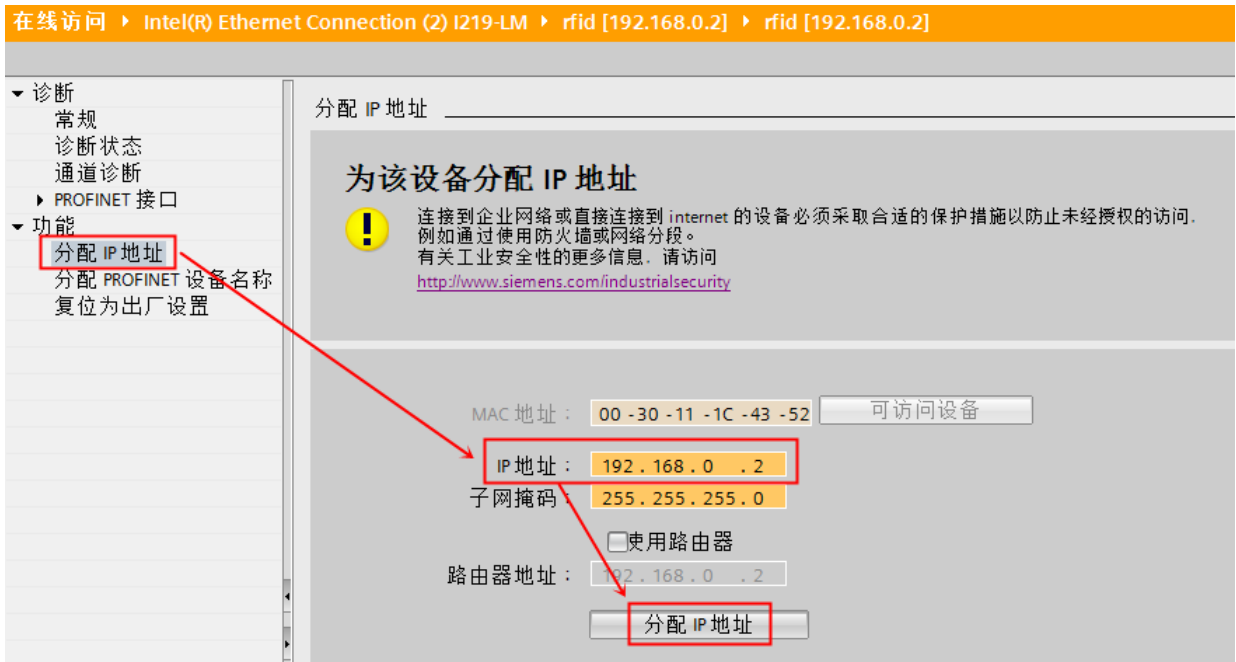 在线访问 ▸ Intel(R) Ethernet Connection (2) I219-LM ▸ rfid [192.168.0.2] ▸ rfid [192.168.0.2]
诊断
常规
诊断状态
通道诊断
PROFINET 接口
功能
分配 IP 地址
分配 PROFINET 设备名称
复位为出厂设置
分配 IP 地址
为该设备分配 IP 地址
连接到企业网络或直接连接到 internet 的设备必须采取合适的保护措施以防止未经授权的访问.
例如通过使用防火墙或网络分段。
有关工业安全性的更多信息. 请访问
http://www.siemens.com/industrialsecurity
MAC 地址： 00 -30 -11 -1C -43 -52 可访问设备
IP 地址： 192 . 168 . 0 . 2
子网掩码： 255 . 255 . 255 . 0
使用路由器
路由器地址： 192 . 168 . 0 . 2
分配 IP 地址